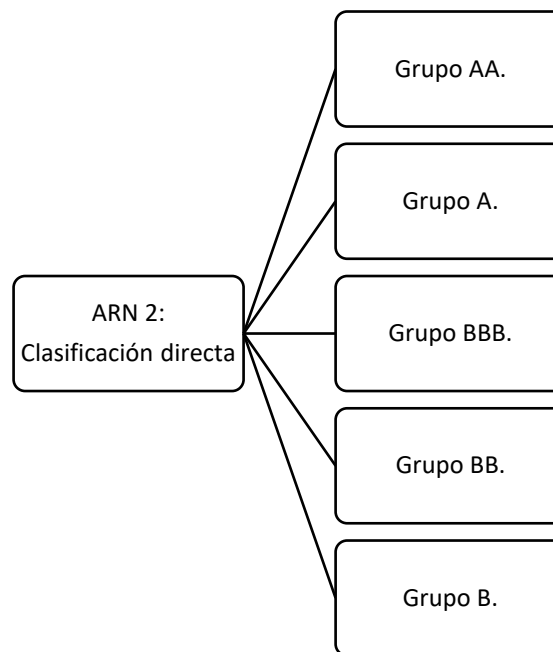 Grupo AA.
Grupo A.
ARN 2:
Clasificación directa
Grupo BBB.
Grupo BB.
Grupo B.